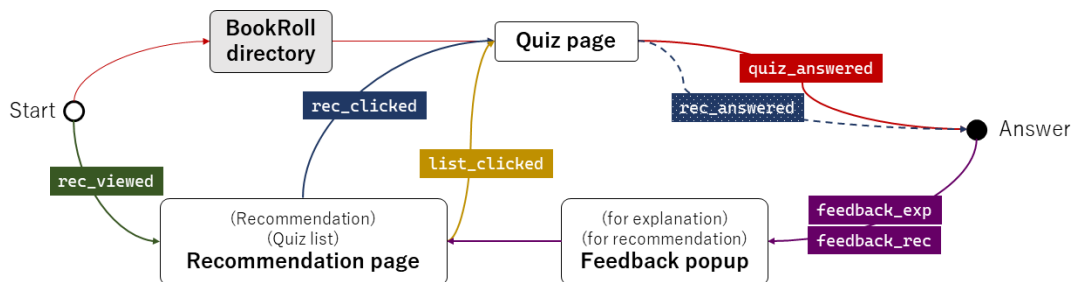 BookRoll
directory
Quiz page
quiz_answered
Start
rec_clicked
rec_answered
Answer
list_clicked
rec_viewed
(Recommendation)
(Quiz list)
Recommendation page
(for explanation)
(for recommendation)
Feedback popup
feedback_exp
feedback_rec